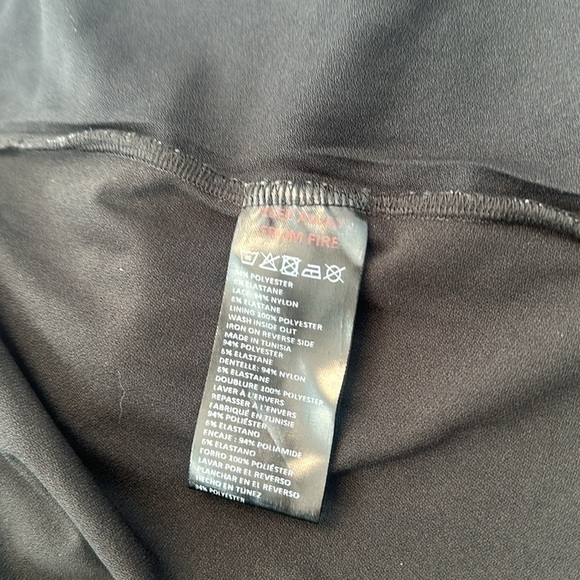 KEEP AWAY
FROM FIRE
94% POLYESTER
6% ELASTANE
LACE: 94% NYLON
6% ELASTANE
LINING 100% POLYESTER
WASH INSIDE OUT
IRON ON REVERSE SIDE
MADE IN TUNISIA
94% POLYESTER
6% ELASTANE
DENTELLE: 94% NYLON
6% ELASTANE
DOUBLURE 100% POLYESTER
LAVER À L'ENVERS
REPASSER À L'ENVERS
FABRIQUÉ EN TUNISIE
94% POLIÉSTER
6% ELASTANO
ENCAJE : 94% POLIAMIDE
6% ELASTANO
FORRO 100% POLIÉSTER
LAVAR POR EL REVERSO
PLANCHAR EN EL REVERSO
HECHO EN TÚNEZ
94% POLYESTER